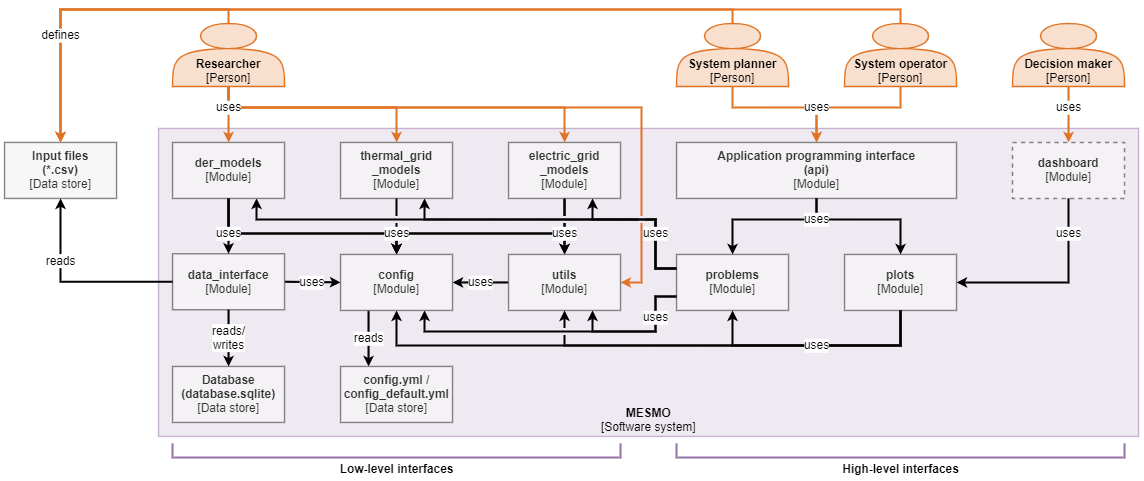 defines
Researcher
[Person]
System planner
[Person]
System operator
[Person]
Decision maker
[Person]
uses
uses
uses
Input files
(*.csv)
[Data store]
der_models
[Module]
thermal_grid
_models
[Module]
electric_grid
_models
[Module]
Application programming interface
(api)
[Module]
dashboard
[Module]
uses
uses
uses
uses
uses
uses
reads
data_interface
[Module]
uses
config
[Module]
uses
utils
[Module]
problems
[Module]
plots
[Module]
uses
reads/
writes
reads
uses
Database
(database.sqlite)
[Data store]
config.yml /
config_default.yml
[Data store]
MESMO
[Software system]
Low-level interfaces
High-level interfaces